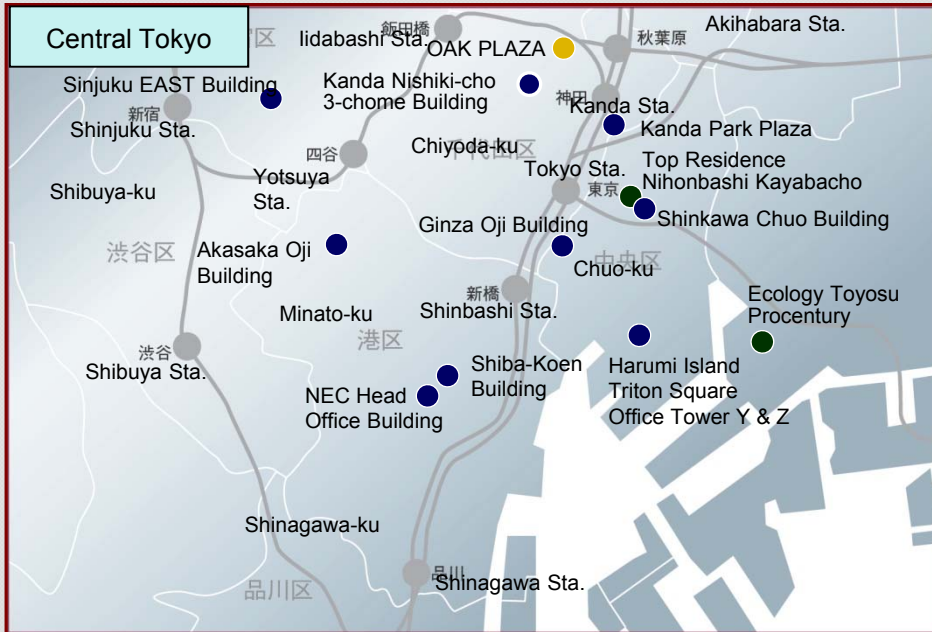 Central Tokyo
区
Iidabashi Sta.
飯田橋
OAK PLAZA
Akihabara Sta.
秋葉原
Sinjuku EAST Building
新宿
Shinjuku Sta.
Kanda Nishiki-cho
3-chome Building
神田
Kanda Sta.
Kanda Park Plaza
四谷
Yotsuya
Sta.
Chiyoda-ku
千代田区
Tokyo Sta.
東京
Top Residence
Nihonbashi Kayabacho
Shinkawa Chuo Building
Shibuya-ku
渋谷区
Akasaka Oji
Building
Ginza Oji Building
中央区
Chuo-ku
Minato-ku
港区
新橋
Shinbashi Sta.
Ecology Toyosu
Procentury
渋谷
Shibuya Sta.
Shiba-Koen
Building
NEC Head
Office Building
Harumi Island
Triton Square
Office Tower Y & Z
Shinagawa-ku
品川区
品川
Shinagawa Sta.